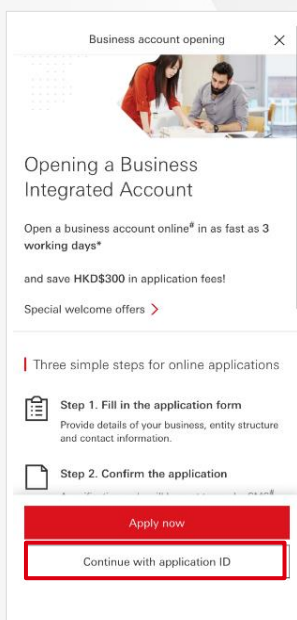 Business account opening
Opening a Business
Integrated Account
Open a business account online# in as fast as 3
working days*
and save HKD$300 in application fees!
Special welcome offers
Three simple steps for online applications
Step 1. Fill in the application form
Provide details of your business, entity structure
and contact information.
Step 2. Confirm the application
Apply now
Continue with application ID